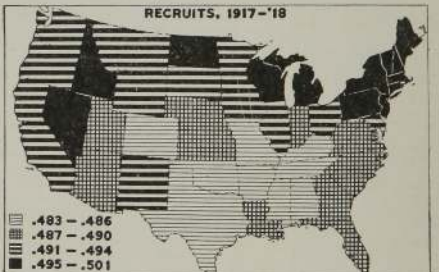 RECRUITS, 1917-'18
.483 - .486
.487 - .490
.491 - .494
.495 - .501